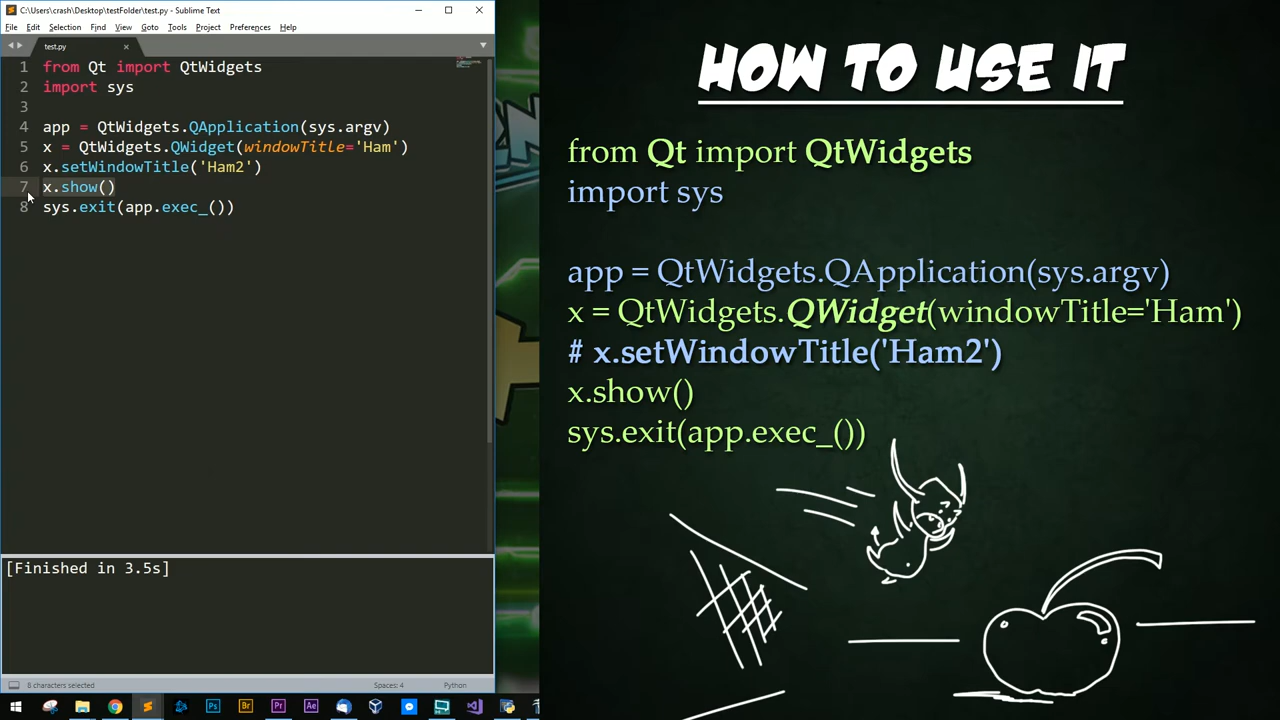 C:\Users\crash\Desktop\testFolder\test.py - Sublime Text
File Edit Selection Find View Goto Tools Project Preferences Help
test.py
1 from Qt import QtWidgets
2 import sys
3
4 app = QtWidgets.QApplication(sys.argv)
5 x = QtWidgets.QWidget(windowTitle='Ham')
6 x.setWindowTitle('Ham2')
7 x.show()
8 sys.exit(app.exec_())
[Finished in 3.5s]
8 characters selected Spaces: 4 Python
Ps Br Pr Ae
HOW TO USE IT
from Qt import QtWidgets
import sys
app = QtWidgets.QApplication(sys.argv)
x = QtWidgets.QWidget(windowTitle='Ham')
# x.setWindowTitle('Ham2')
x.show()
sys.exit(app.exec_())